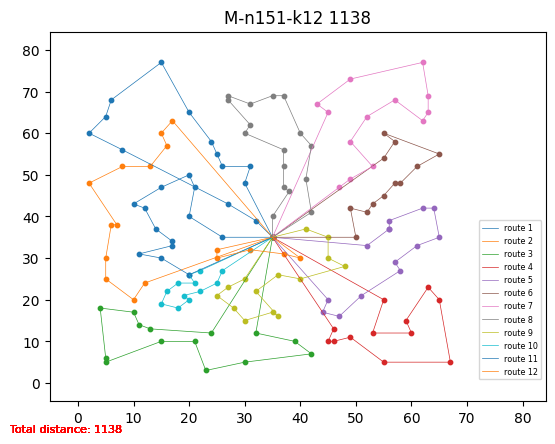 M-n151-k12 1138
80
70
60
50
40
30
20
10
0
0 10 20 30 40 50 60 70 80
route 1
route 2
route 3
route 4
route 5
route 6
route 7
route 8
route 9
route 10
route 11
route 12
Total distance: 1138